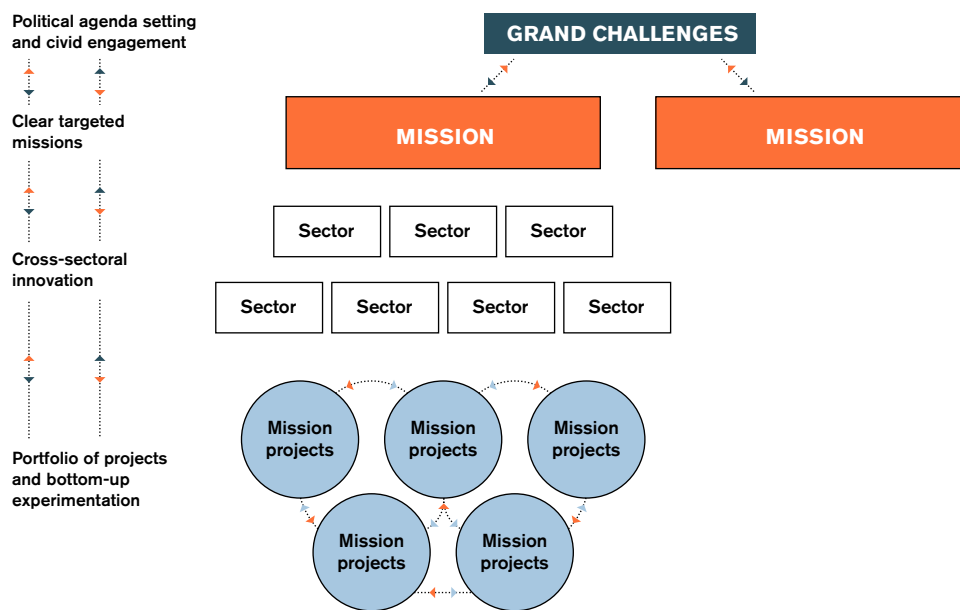 Political agenda setting
and civid engagement
GRAND CHALLENGES
Clear targeted
missions
MISSION
MISSION
Sector
Sector
Sector
Cross-sectoral
innovation
Sector
Sector
Sector
Sector
Mission
projects
Mission
projects
Mission
projects
Portfolio of projects
and bottom-up
experimentation
Mission
projects
Mission
projects